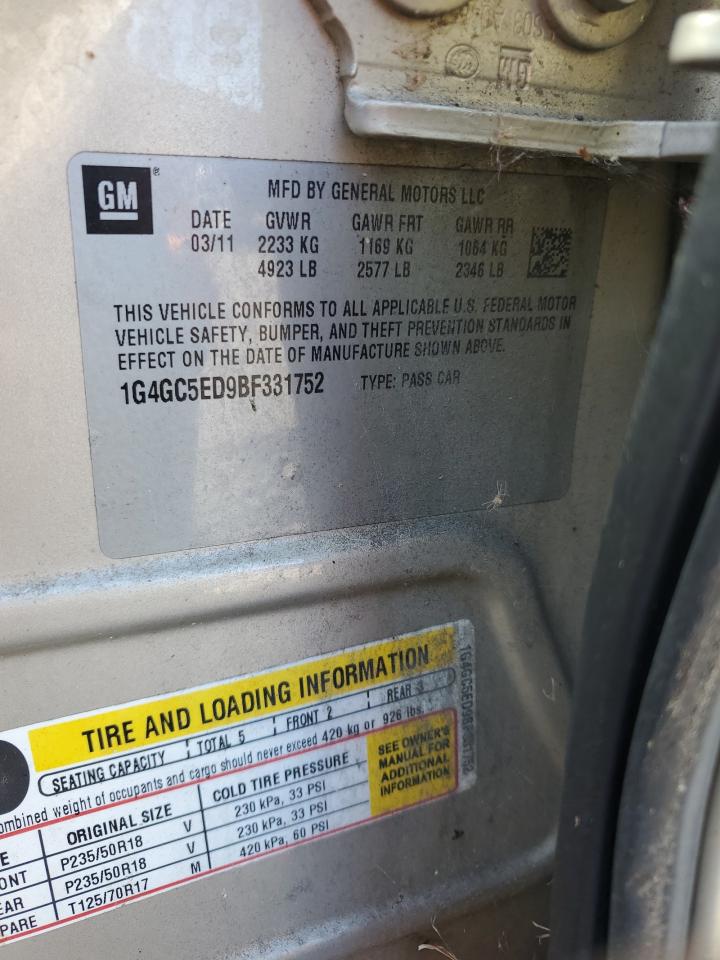 GM
GM
MFD BY GENERAL MOTORS LLC
DATE GVWR GAWR FRT GAWR RR
03/11 2233 KG 1169 KG 1064 KG
4923 LB 2577 LB 2346 LB
THIS VEHICLE CONFORMS TO ALL APPLICABLE U.S. FEDERAL MOTOR
VEHICLE SAFETY, BUMPER, AND THEFT PREVENTION STANDARDS IN
EFFECT ON THE DATE OF MANUFACTURE SHOWN ABOVE.
1G4GC5ED9BF331752 TYPE: PASS CAR
TIRE AND LOADING INFORMATION
SEATING CAPACITY TOTAL 5 FRONT 2 REAR 3
ombined weight of occupants and cargo should never exceed 420 kg or 926 lbs.
E ORIGINAL SIZE COLD TIRE PRESSURE
ONT P235/50R18 V 230 kPa, 33 PSI
EAR P235/50R18 V 230 kPa, 33 PSI
PARE T125/70R17 M 420 kPa, 60 PSI
SEE OWNER'S
MANUAL FOR
ADDITIONAL
INFORMATION
1G4GC5ED9BF331752